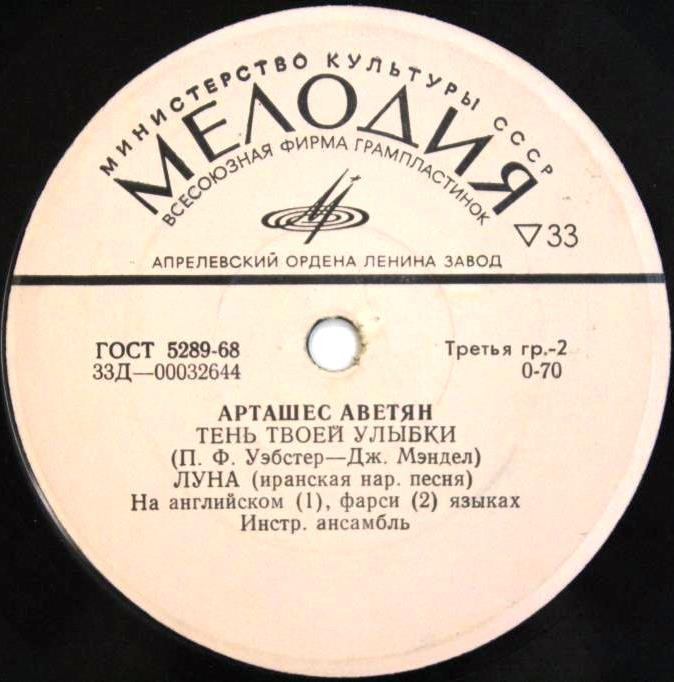 МИНИСТЕРСТВО КУЛЬТУРЫ СССР
МЕЛОДИЯ
ВСЕСОЮЗНАЯ ФИРМА ГРАМПЛАСТИНОК
▽33
АПРЕЛЕВСКИЙ ОРДЕНА ЛЕНИНА ЗАВОД
ГОСТ 5289-68
33Д—00032644
Третья гр.-2
0-70
АРТАШЕС АВЕТЯН
ТЕНЬ ТВОЕЙ УЛЫБКИ
(П. Ф. Уэбстер—Дж. Мэндел)
ЛУНА (иранская нар. песня)
На английском (1), фарси (2) языках
Инстр. ансамбль